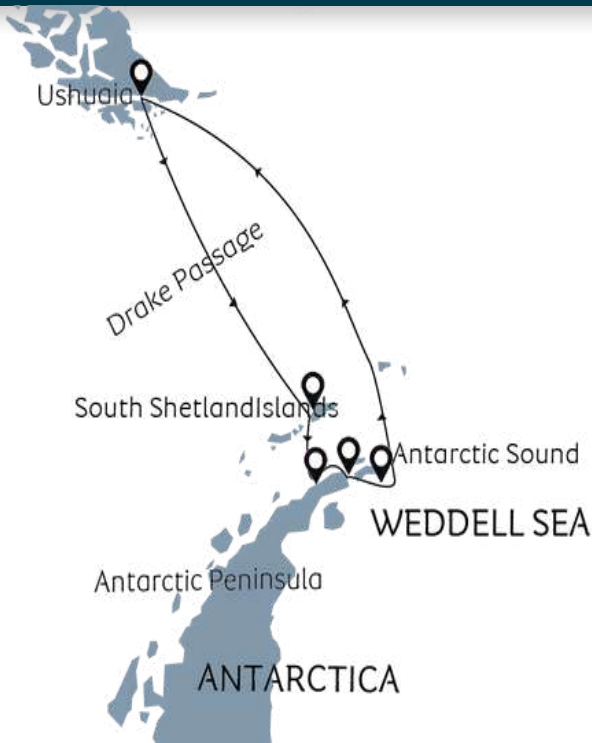 Ushuaia
Drake Passage
South ShetlandIslands
Antarctic Sound
WEDDELL SEA
Antarctic Peninsula
ANTARCTICA